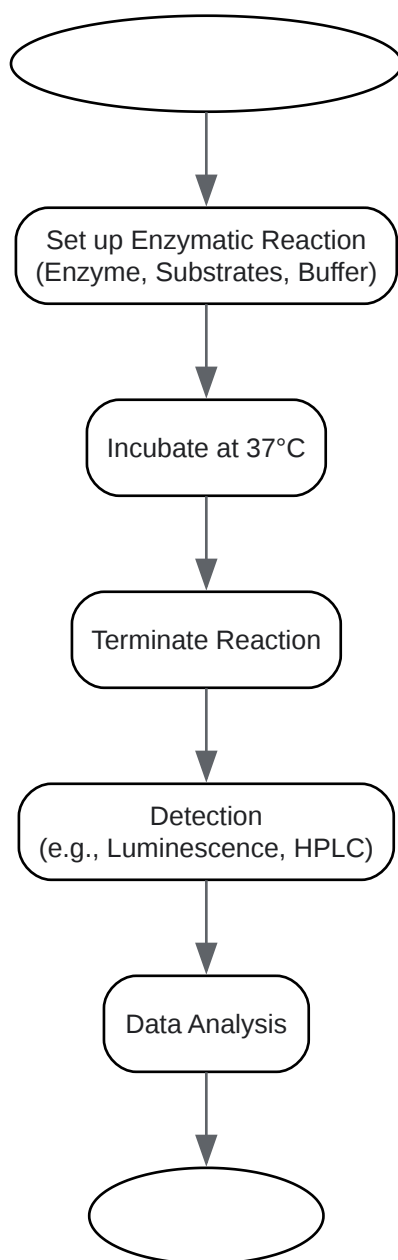 Set up Enzymatic Reaction
(Enzyme, Substrates, Buffer)
Incubate at 37°C
Terminate Reaction
Detection
(e.g., Luminescence, HPLC)
Data Analysis